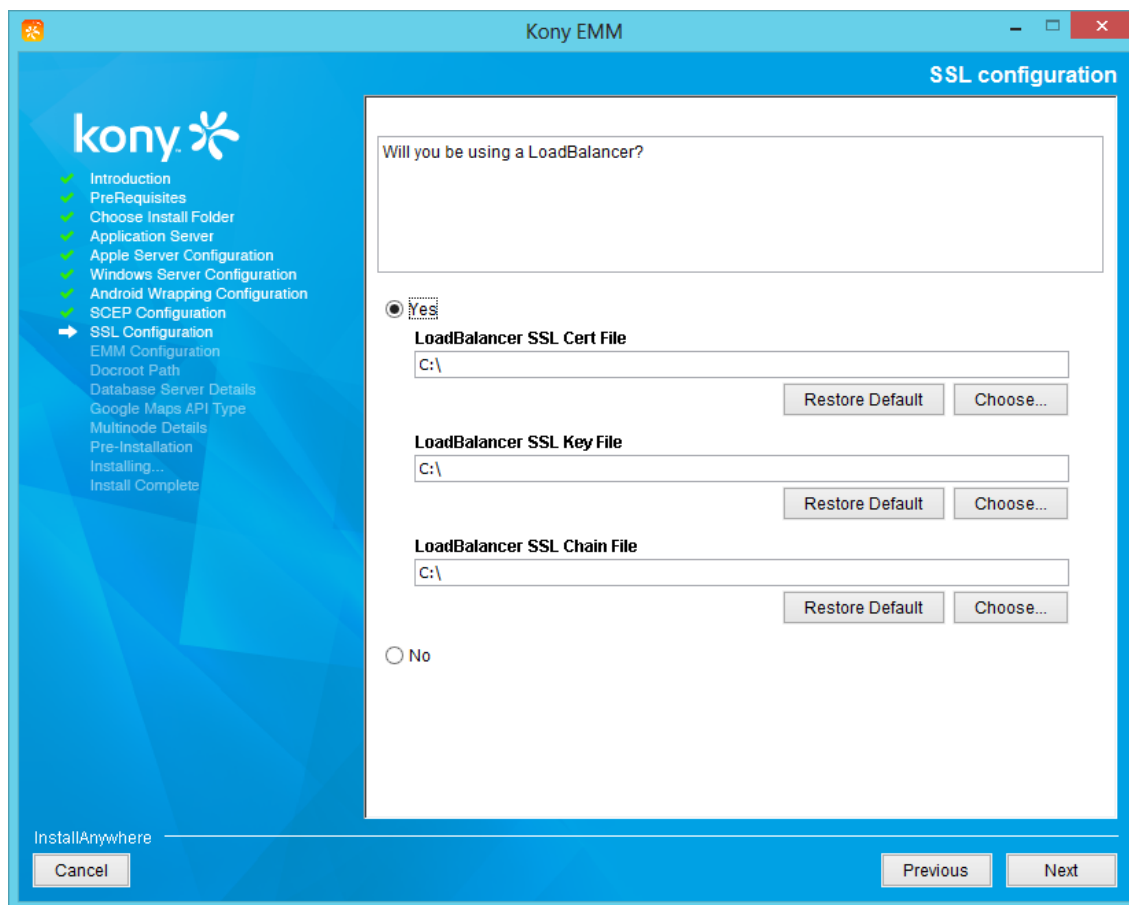 Kony EMM
SSL configuration
kony
Introduction
PreRequisites
Choose Install Folder
Application Server
Apple Server Configuration
Windows Server Configuration
Android Wrapping Configuration
SCEP Configuration
SSL Configuration
EMM Configuration
Docroot Path
Database Server Details
Google Maps API Type
Multinode Details
Pre-Installation
Installing...
Install Complete
Will you be using a LoadBalancer?
Yes
LoadBalancer SSL Cert File
C:\
Restore Default Choose...
LoadBalancer SSL Key File
C:\
Restore Default Choose...
LoadBalancer SSL Chain File
C:\
Restore Default Choose...
No
InstallAnywhere
Cancel Previous Next